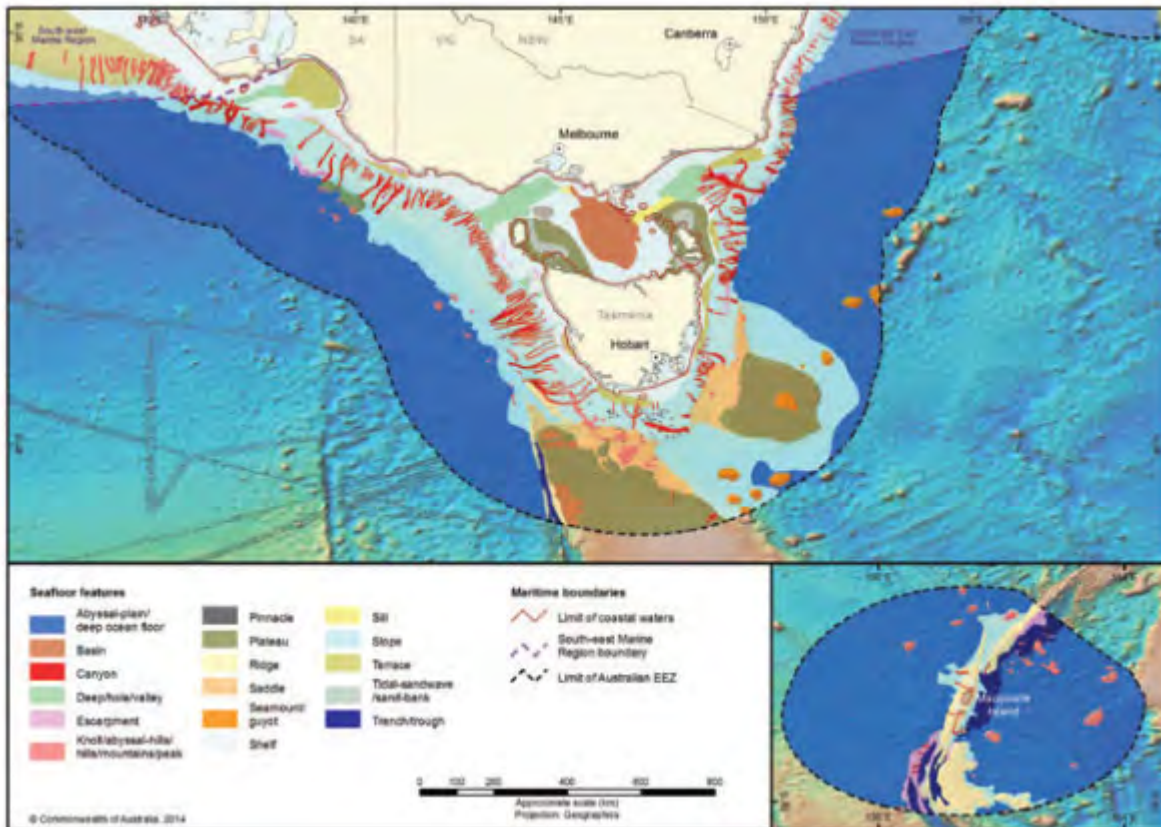 140°E
145°E
150°E
South-east
Marine Region
SA
VIC
NSW
Canberra
Melbourne
Tasmania
Hobart
Seafloor features
Abyssal-plain/
deep ocean floor
Basin
Canyon
Deep/hole/valley
Escarpment
Knoll/abyssal-hills/
hills/mountains/peak
Pinnacle
Plateau
Ridge
Saddle
Seamount/
guyot
Shelf
Sill
Slope
Terrace
Tidal-sandwave
/sand-bank
Trench/trough
Maritime boundaries
Limit of coastal waters
South-east Marine
Region boundary
Limit of Australian EEZ
0 100 200 400 600 800
Approximate scale (km)
Projection: Geographics
© Commonwealth of Australia, 2014
Macquarie
Island